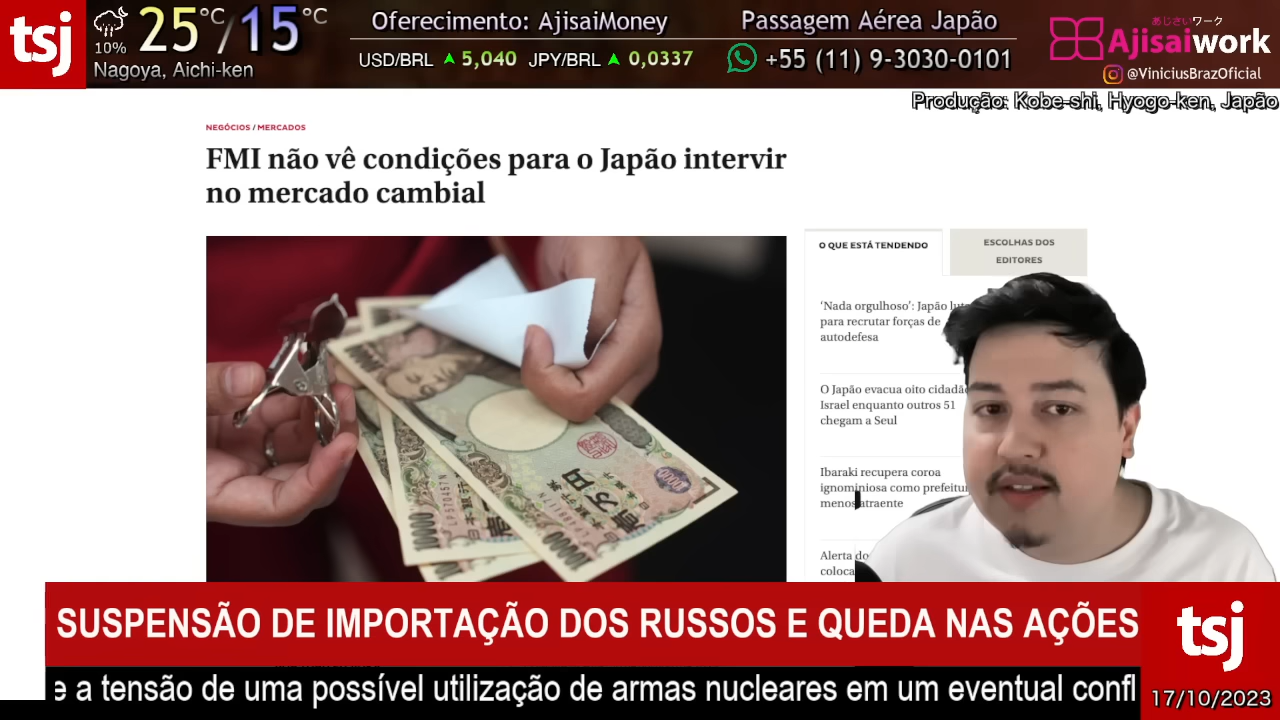 tsj
10%
25°C/15°C
Nagoya, Aichi-ken
Oferecimento: AjisaiMoney
Passagem Aérea Japão
USD/BRL 5,040 JPY/BRL 0,0337
+55 (11) 9-3030-0101
あじさいワーク
Ajisaiwork
@ViniciusBrazOficial
Produção: Kobe-shi, Hyogo-ken, Japão
NEGÓCIOS / MERCADOS
FMI não vê condições para o Japão intervir
no mercado cambial
O QUE ESTÁ TENDENDO
ESCOLHAS DOS
EDITORES
'Nada orgulhoso': Japão
para recrutar forças de
autodefesa
O Japão evacua oito
Israel enquanto outros 51
chegam a Seul
Ibaraki recupera coroa
ignominiosa como
menos atraente
Alerta do
10000
SUSPENSÃO DE IMPORTAÇÃO DOS RUSSOS E QUEDA NAS AÇÕES
tsj
e a tensão de uma possível utilização de armas nucleares em um eventual confl
17/10/2023